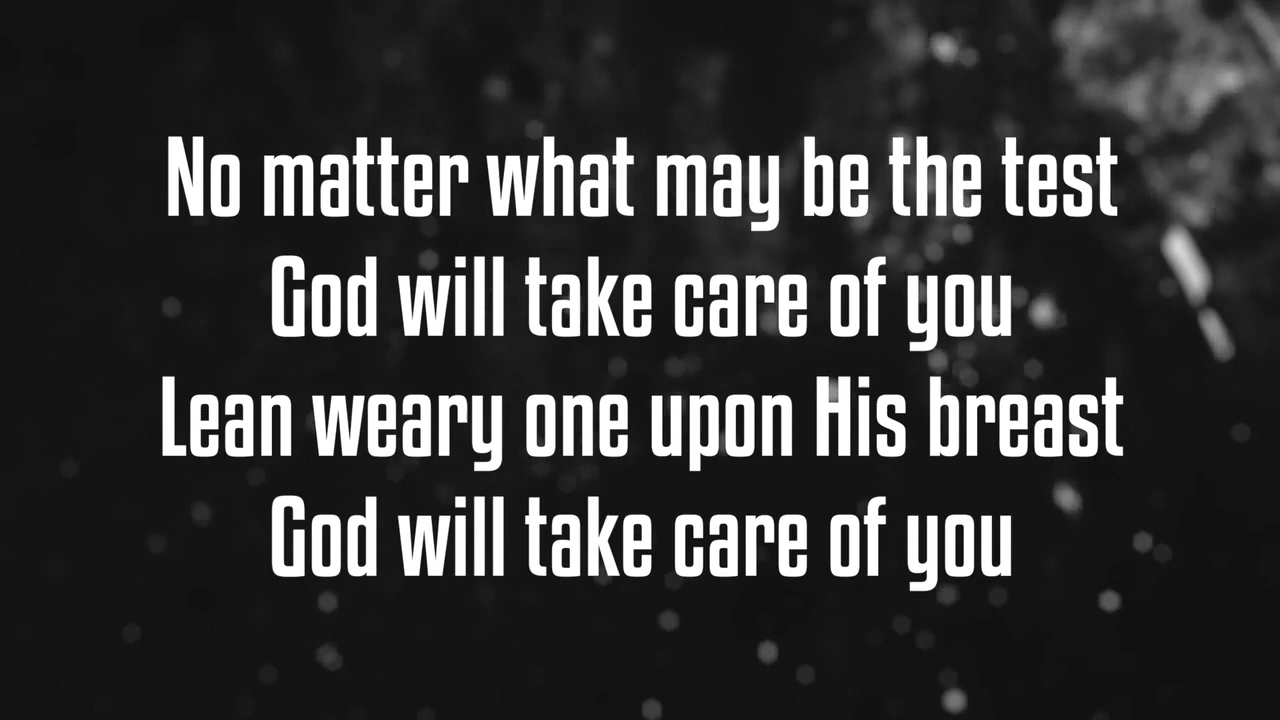 No matter what may be the test
God will take care of you
Lean weary one upon His breast
God will take care of you